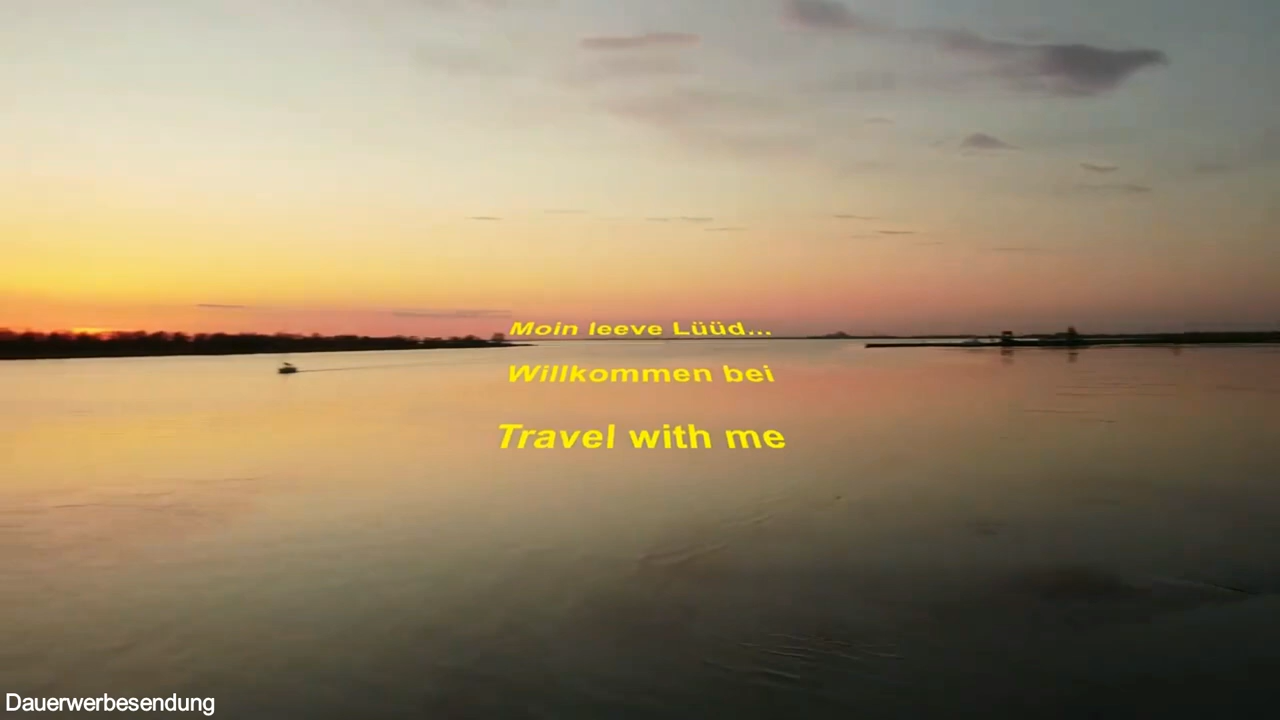 Moin leeve Lüüd...
Willkommen bei
Travel with me
Dauerwerbesendung